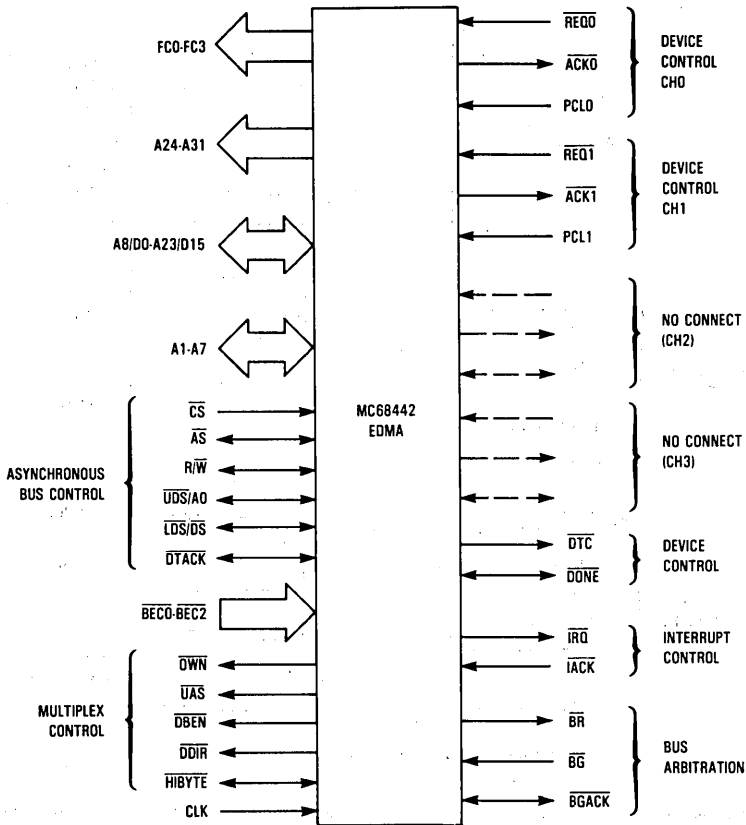 FC0-FC3
A24-A31
A8/D0-A23/D15
A1-A7
ASYNCHRONOUS
BUS CONTROL
CS
AS
R/W
UDS/A0
LDS/DS
DTACK
BEC0-BEC2
MULTIPLEX
CONTROL
OWN
UAS
DBEN
DDIR
HIBYTE
CLK
MC68442
EDMA
REQ0
ACK0
PCL0
DEVICE
CONTROL
CH0
REQ1
ACK1
PCL1
DEVICE
CONTROL
CH1
NO CONNECT
(CH2)
NO CONNECT
(CH3)
DTC
DONE
DEVICE
CONTROL
IRQ
IACK
INTERRUPT
CONTROL
BR
BG
BGACK
BUS
ARBITRATION